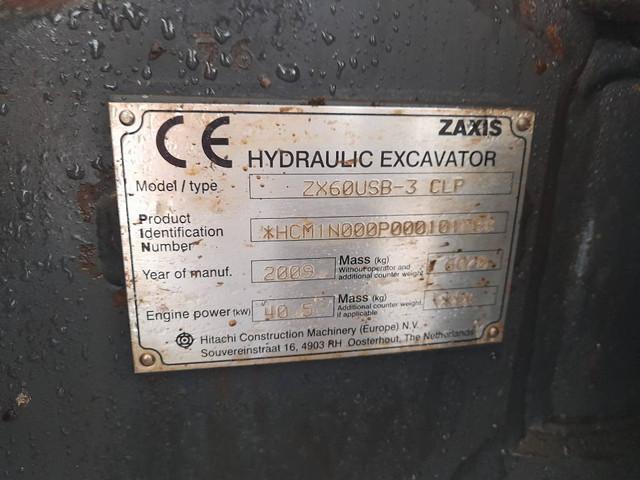 CE
ZAXIS
HYDRAULIC EXCAVATOR
Model / type ZX60USB-3 CLP
Product
Identification
Number
Year of manuf. 2009
Mass (kg)
Without operator and
additional counter weight
Engine power (kW) 40.5
Mass (kg)
Additional counter weight
if applicable
Hitachi Construction Machinery (Europe) N.V.
Souvereinstraat 16, 4903 RH Oosterhout, The Netherlands